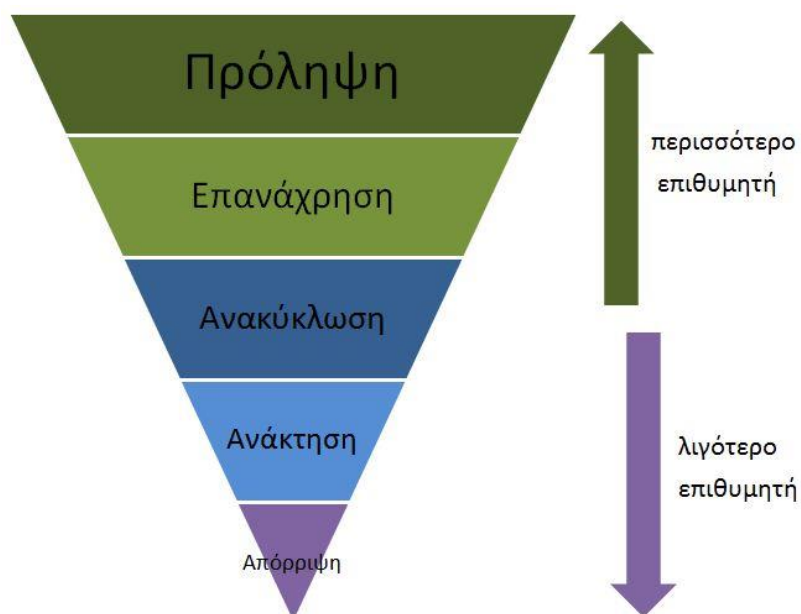 Πρόληψη
Επανάχρηση
Ανακύκλωση
Ανάκτηση
Απόρριψη
περισσότερο
επιθυμητή
λιγότερο
επιθυμητή